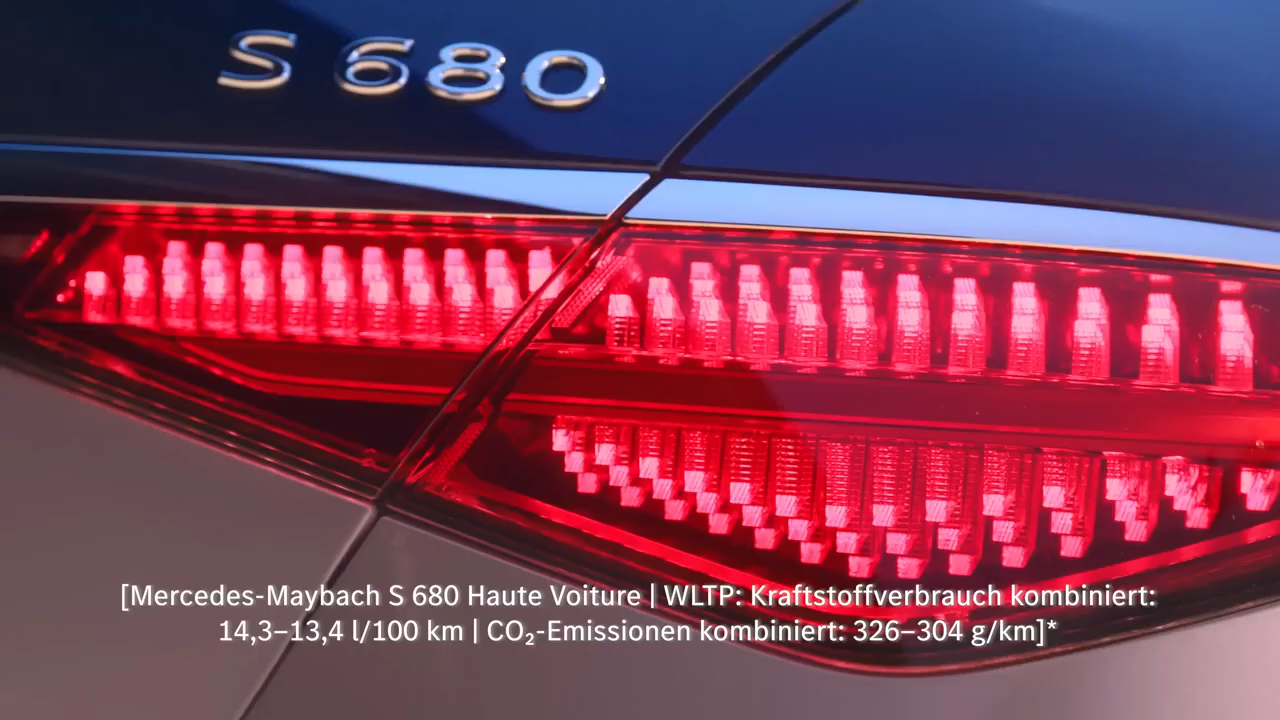 S 680
[Mercedes-Maybach S 680 Haute Voiture | WLTP: Kraftstoffverbrauch kombiniert:
14,3–13,4 l/100 km | CO₂-Emissionen kombiniert: 326–304 g/km]*